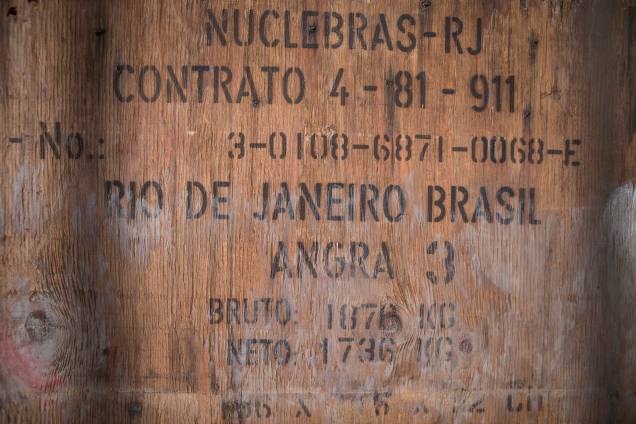 NUCLEBRAS-RJ
CONTRATO 4-81-911
- No.: 3-0108-6871-0068-E
RIO DE JANEIRO BRASIL
ANGRA 3
BRUTO: 1876 KG
NETO: 1736 KG
X X CM